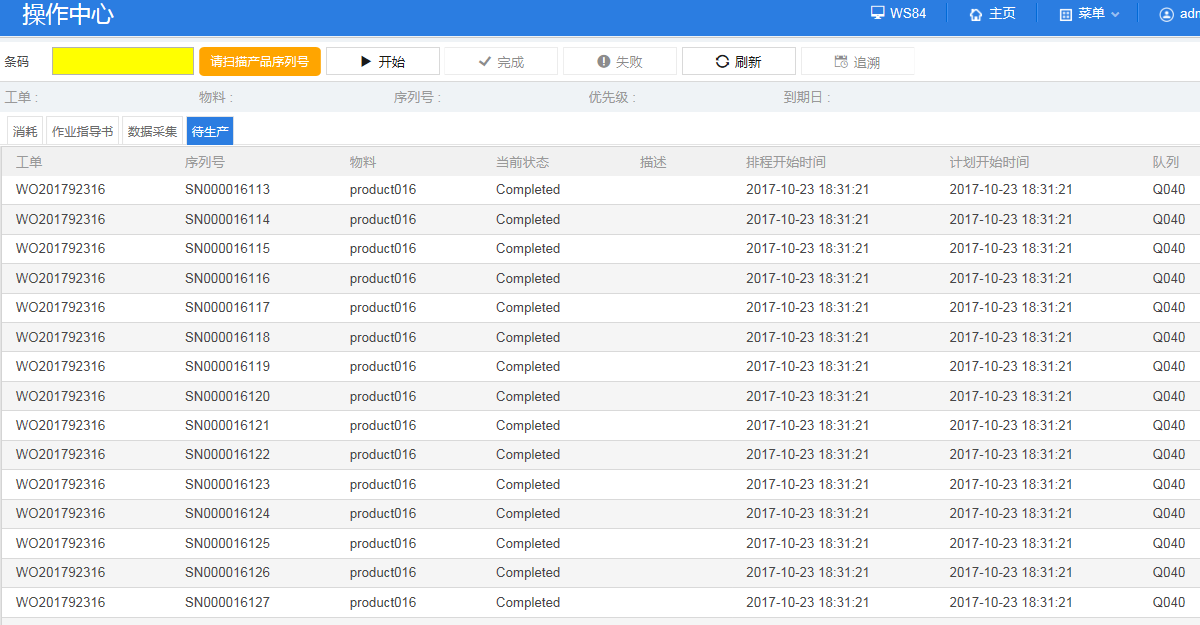 操作中心 WS84 主页 菜单
条码 请扫描产品序列号 开始 完成 失败 刷新 追溯
工单 : 物料 : 序列号 : 优先级 : 到期日 :
消耗 作业指导书 数据采集 待生产
工单 序列号 物料 当前状态 描述 排程开始时间 计划开始时间 队列
WO201792316 SN000016113 product016 Completed 2017-10-23 18:31:21 2017-10-23 18:31:21 Q040
WO201792316 SN000016114 product016 Completed 2017-10-23 18:31:21 2017-10-23 18:31:21 Q040
WO201792316 SN000016115 product016 Completed 2017-10-23 18:31:21 2017-10-23 18:31:21 Q040
WO201792316 SN000016116 product016 Completed 2017-10-23 18:31:21 2017-10-23 18:31:21 Q040
WO201792316 SN000016117 product016 Completed 2017-10-23 18:31:21 2017-10-23 18:31:21 Q040
WO201792316 SN000016118 product016 Completed 2017-10-23 18:31:21 2017-10-23 18:31:21 Q040
WO201792316 SN000016119 product016 Completed 2017-10-23 18:31:21 2017-10-23 18:31:21 Q040
WO201792316 SN000016120 product016 Completed 2017-10-23 18:31:21 2017-10-23 18:31:21 Q040
WO201792316 SN000016121 product016 Completed 2017-10-23 18:31:21 2017-10-23 18:31:21 Q040
WO201792316 SN000016122 product016 Completed 2017-10-23 18:31:21 2017-10-23 18:31:21 Q040
WO201792316 SN000016123 product016 Completed 2017-10-23 18:31:21 2017-10-23 18:31:21 Q040
WO201792316 SN000016124 product016 Completed 2017-10-23 18:31:21 2017-10-23 18:31:21 Q040
WO201792316 SN000016125 product016 Completed 2017-10-23 18:31:21 2017-10-23 18:31:21 Q040
WO201792316 SN000016126 product016 Completed 2017-10-23 18:31:21 2017-10-23 18:31:21 Q040
WO201792316 SN000016127 product016 Completed 2017-10-23 18:31:21 2017-10-23 18:31:21 Q040